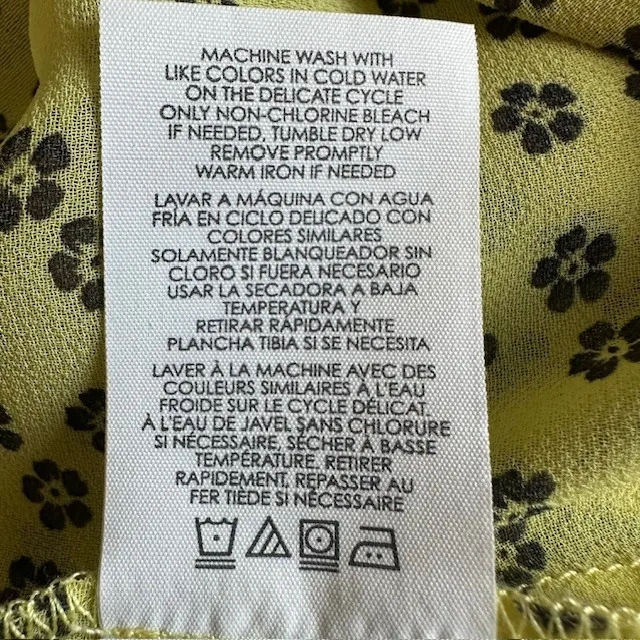 MACHINE WASH WITH
LIKE COLORS IN COLD WATER
ON THE DELICATE CYCLE
ONLY NON-CHLORINE BLEACH
IF NEEDED, TUMBLE DRY LOW
REMOVE PROMPTLY
WARM IRON IF NEEDED
LAVAR A MÁQUINA CON AGUA
FRÍA EN CICLO DELICADO CON
COLORES SIMILARES
SOLAMENTE BLANQUEADOR SIN
CLORO SI FUERA NECESARIO
USAR LA SECADORA A BAJA
TEMPERATURA Y
RETIRAR RÁPIDAMENTE
PLANCHA TIBIA SI SE NECESITA
LAVER À LA MACHINE AVEC DES
COULEURS SIMILAIRES À L'EAU
FROIDE SUR LE CYCLE DÉLICAT.
À L'EAU DE JAVEL SANS CHLORURE
SI NÉCESSAIRE, SÉCHER À BASSE
TEMPÉRATURE. RETIRER
RAPIDEMENT, REPASSER AU
FER TIÈDE SI NÉCESSAIRE